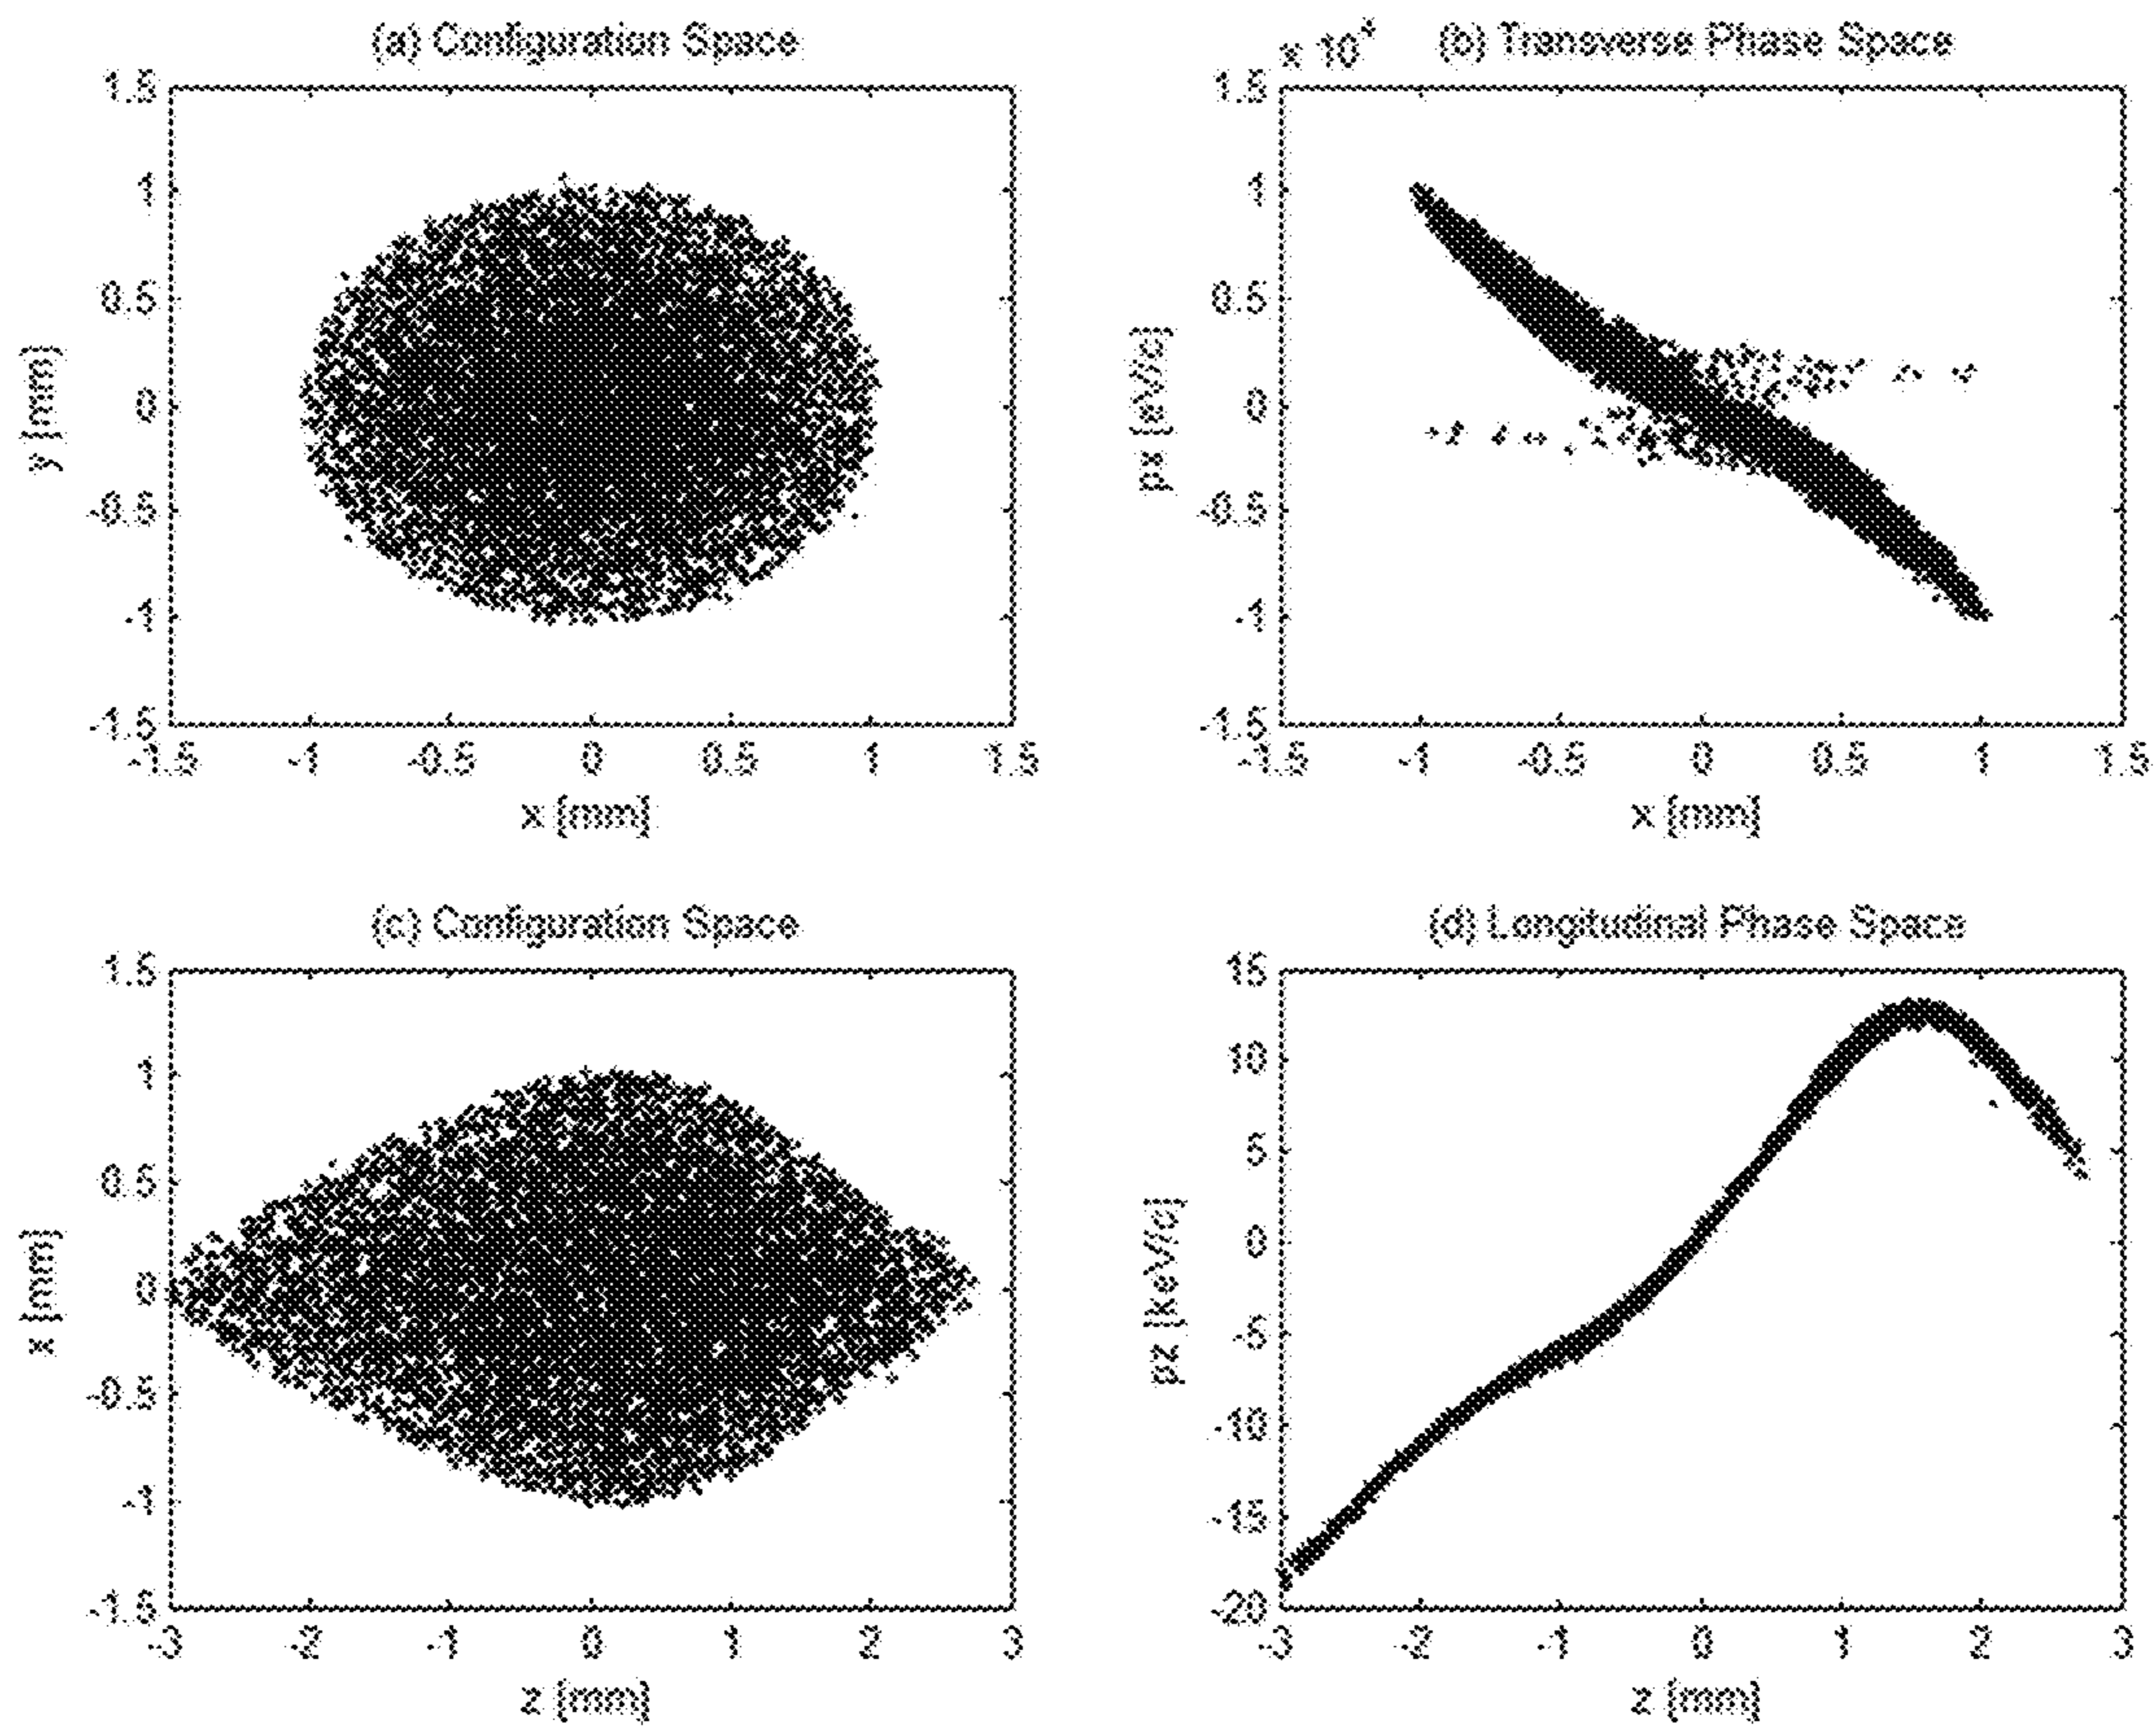 (a) Configuration Space
1.5
1
0.5
0
-0.5
-1
-1.5
y [mm]
-1.5 -1 -0.5 0 0.5 1 1.5
x [mm]
x 10⁴ (b) Transverse Phase Space
1.5
1
0.5
0
-0.5
-1
-1.5
px [eV/c]
-1.5 -1 -0.5 0 0.5 1 1.5
x [mm]
(c) Configuration Space
1.5
1
0.5
0
-0.5
-1
-1.5
x [mm]
-3 -2 -1 0 1 2 3
z [mm]
(d) Longitudinal Phase Space
15
10
5
0
-5
-10
-15
-20
pz [keV/c]
-3 -2 -1 0 1 2 3
z [mm]